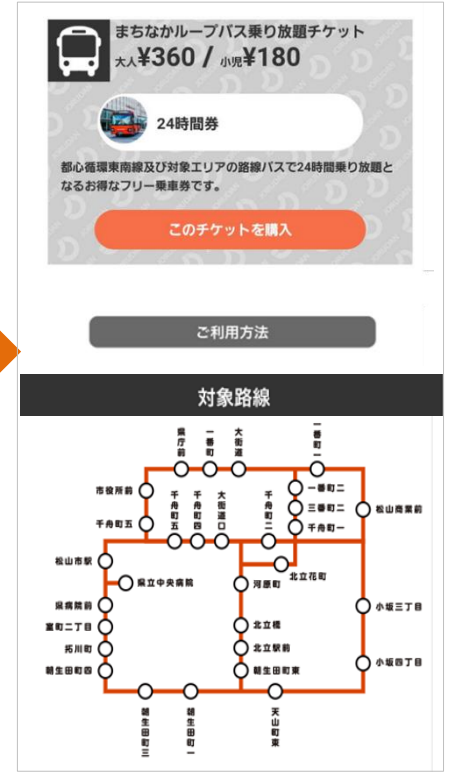 まちなかループバス乗り放題チケット
大人¥360 / 小児¥180
24時間券
都心循環東南線及び対象エリアの路線バスで24時間乗り放題と
なるお得なフリー乗車券です。
このチケットを購入
ご利用方法
対象路線
県庁前
一番町
大街道
一番町一
市役所前
千舟町五
千舟町五
千舟町四
大街道口
千舟町二
一番町二
三番町二
千舟町一
松山商業前
松山市駅
県立中央病院
河原町
北立花町
県病院前
室町二丁目
拓川町
朝生田町四
北立橋
北立駅前
朝生田町東
小坂三丁目
小坂四丁目
朝生田町三
朝生田町一
天山町東